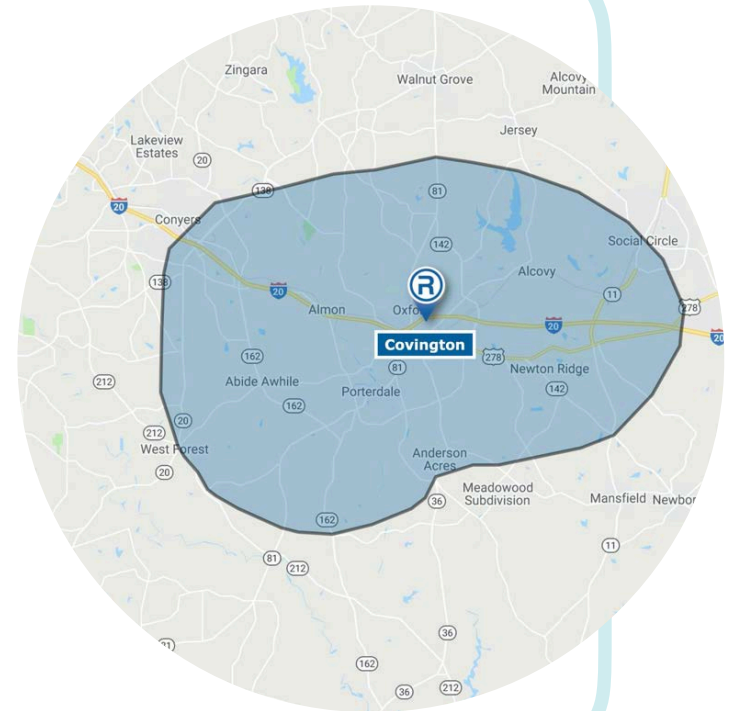 Zingara
Walnut Grove
Alcovy
Mountain
Jersey
Lakeview
Estates
20
138
81
20
Conyers
142
Social Circle
Alcovy
138
20
11
278
R
Almon
Oxfo
20
20
Covington
162
81
278
Newton Ridge
Abide Awhile
142
212
Porterdale
162
20
212
West Forest
Anderson
Acres
20
Meadowood
Subdivision
Mansfield
Newbor
36
162
11
81
212
36
162
36
212